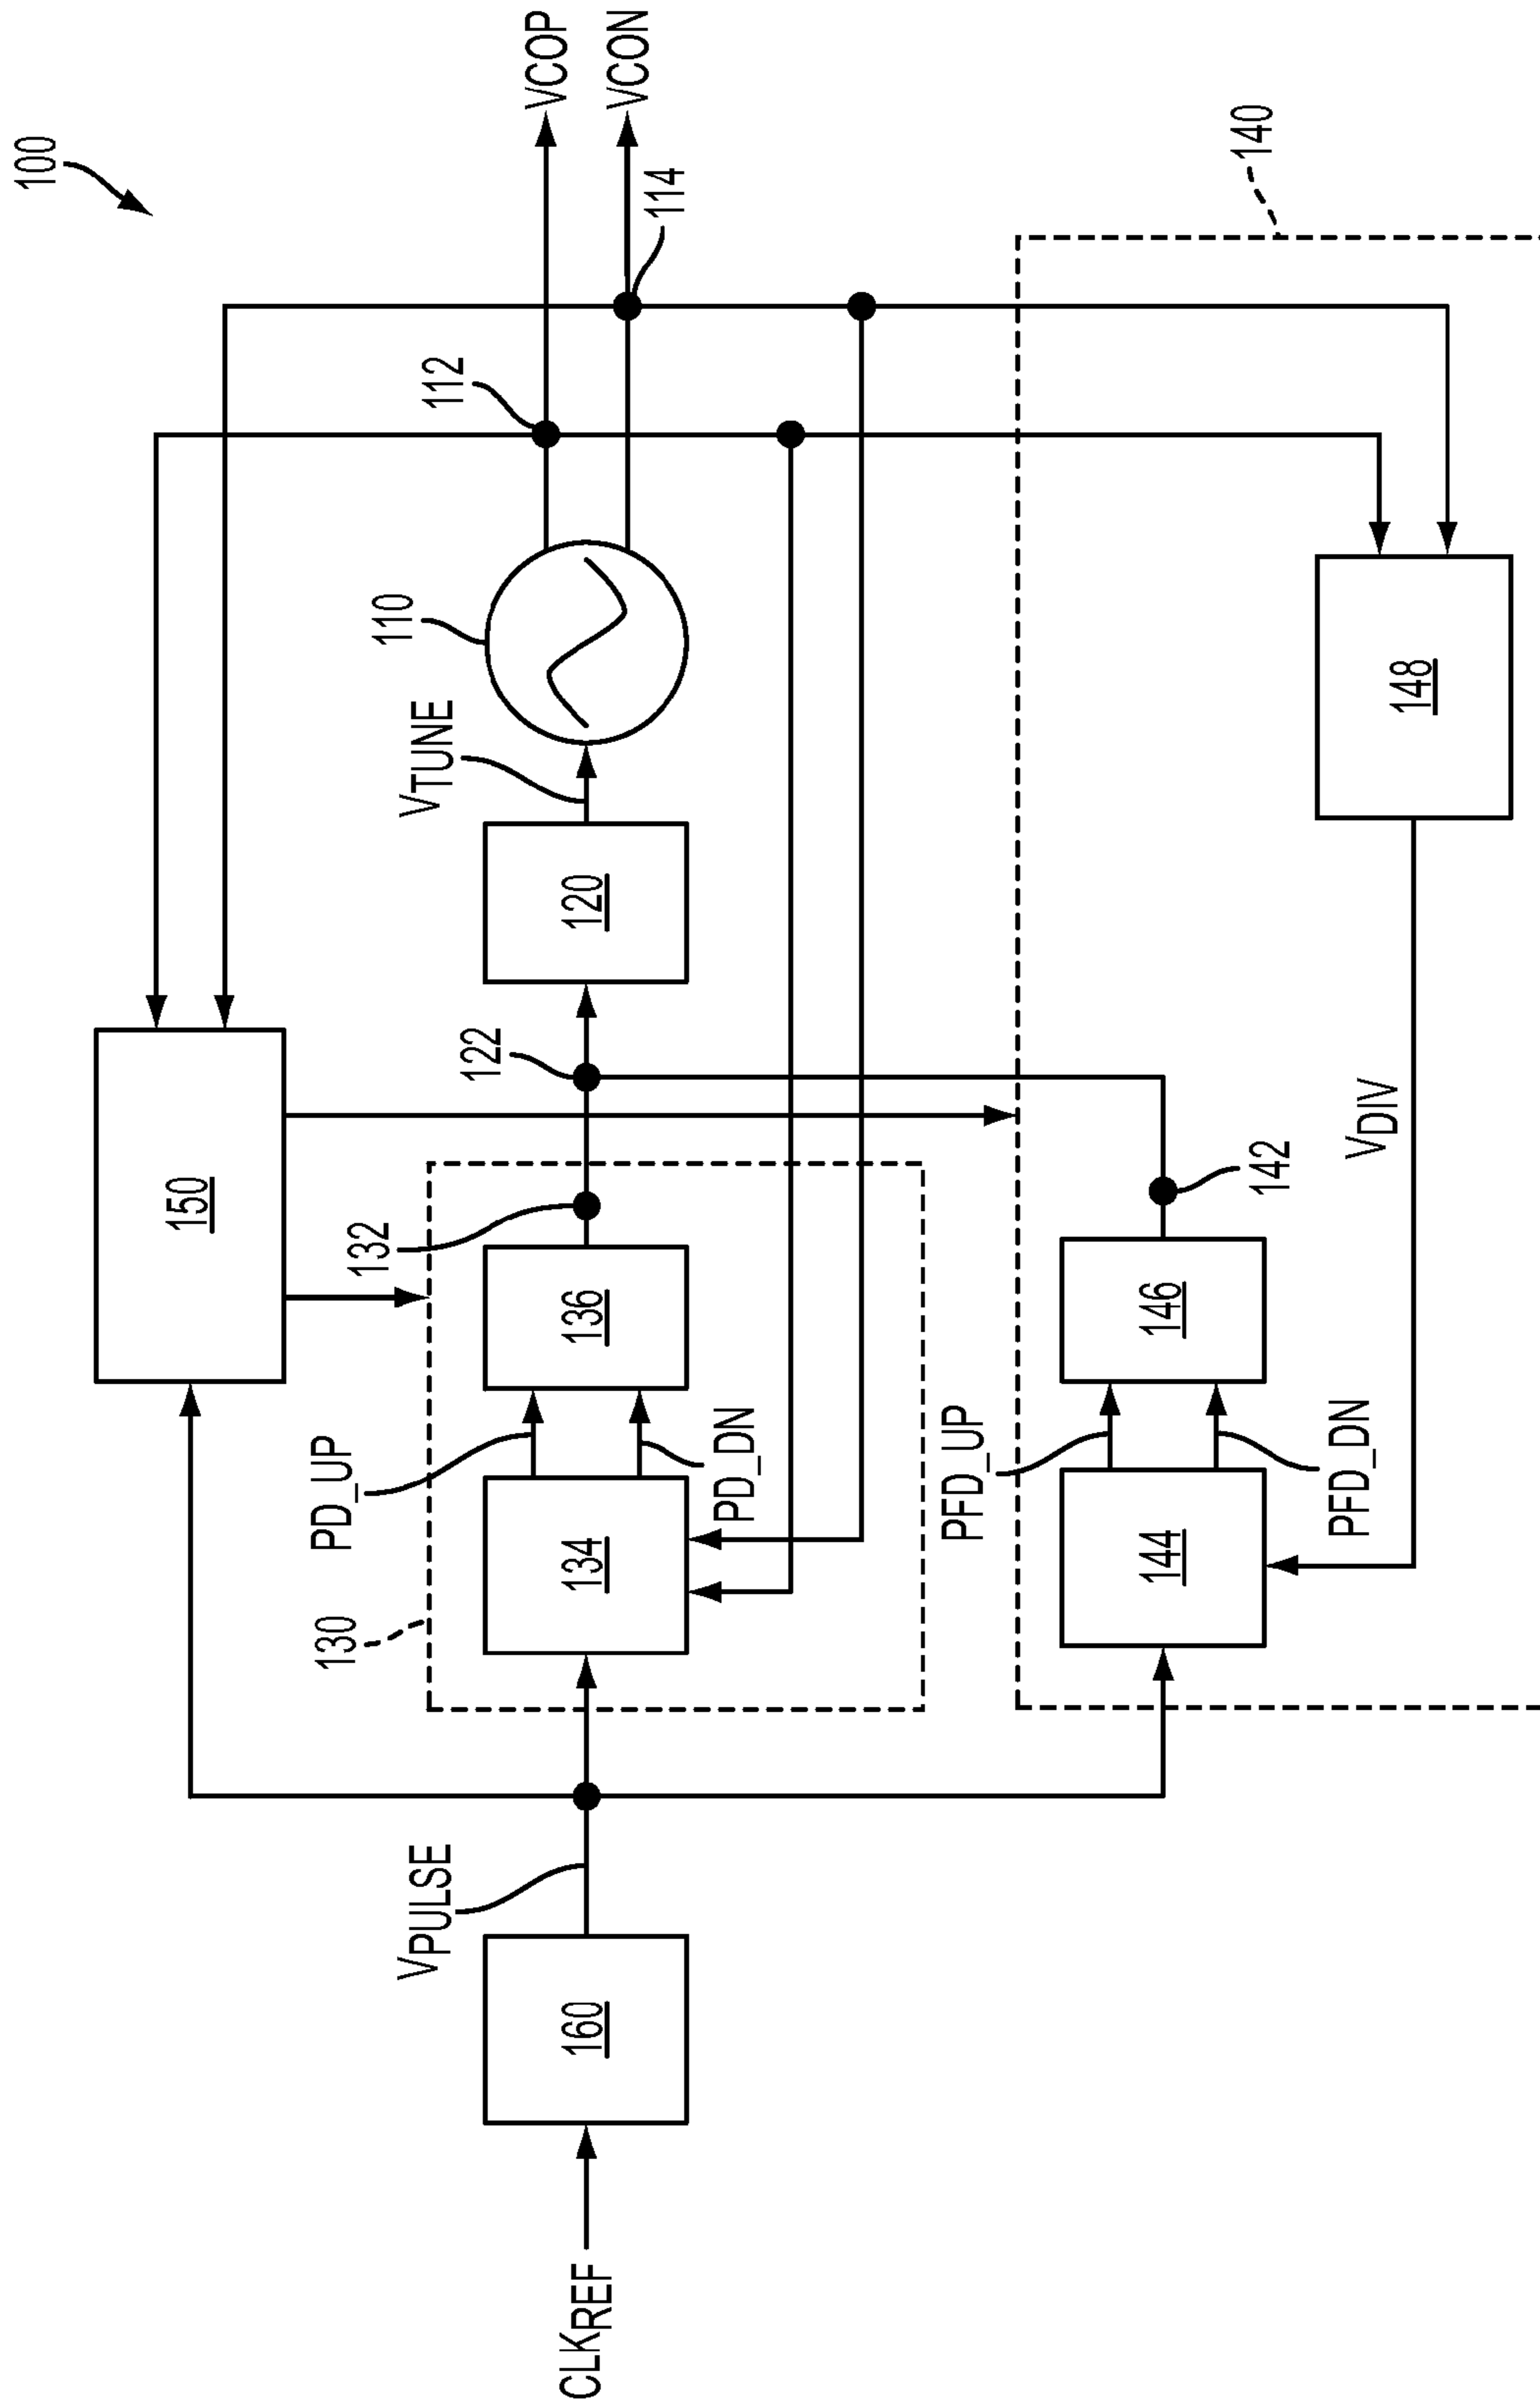 100
VCOP
VCON
112
114
110
VTUNE
120
122
150
132
136
PD_UP
PD_DN
134
130
VPULSE
160
CLKREF
140
148
VDIV
142
146
PFD_UP
PFD_DN
144